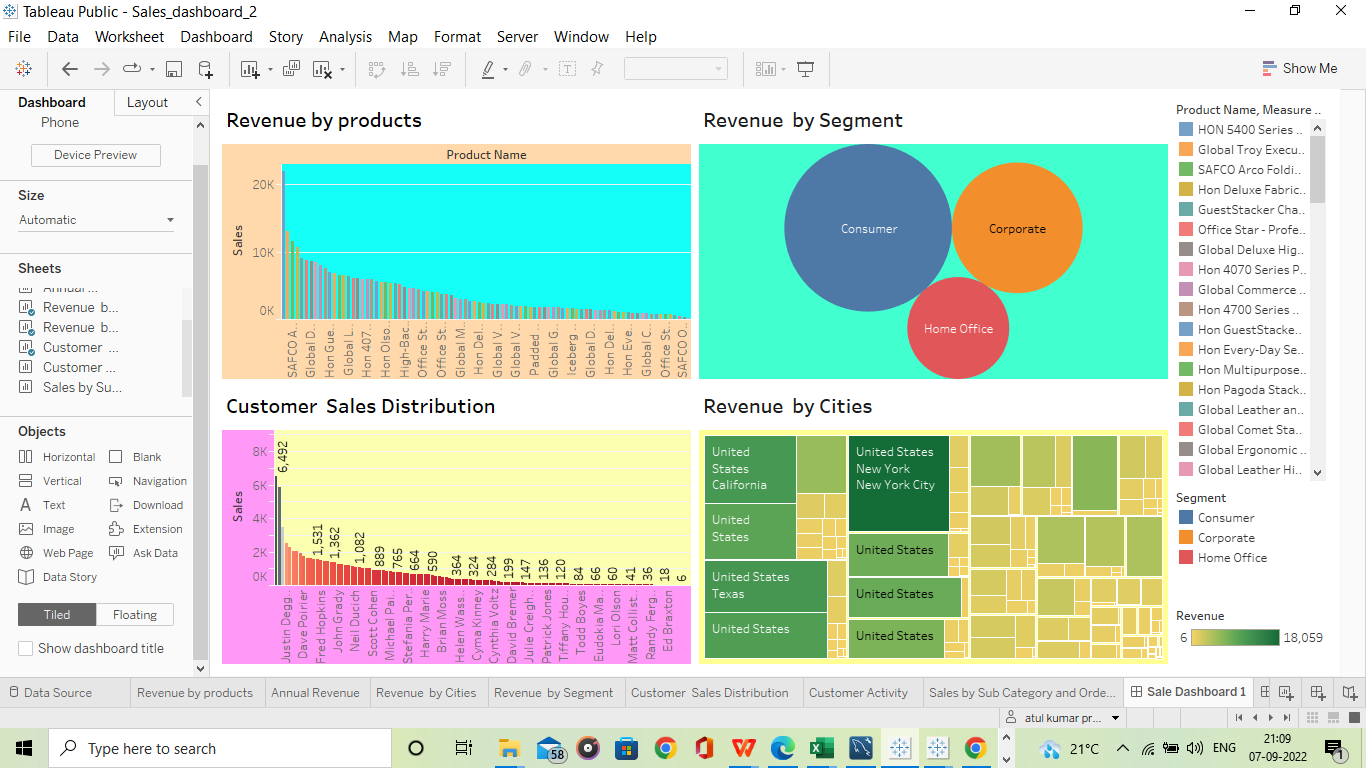 Tableau Public - Sales_dashboard_2
File Data Worksheet Dashboard Story Analysis Map Format Server Window Help
Show Me
Dashboard Layout
Phone
Device Preview
Size
Automatic
Sheets
Annual ...
Revenue b...
Revenue b...
Customer ...
Customer ...
Sales by Su...
Objects
Horizontal Blank
Vertical Navigation
Text Download
Image Extension
Web Page Ask Data
Data Story
Tiled Floating
Show dashboard title
Revenue by products
Product Name
Sales
20K
10K
0K
SAFCO A..
Global D..
Hon Gue..
Global L..
Hon 407..
Hon Olso..
High-Bac..
Office St..
Office St..
Global M..
Hon Del..
Global V..
Global V..
Padded ..
Global G..
Iceberg ..
Global D..
Hon Del..
Hon Eve..
Global C..
Office St..
SAFCO O..
Revenue by Segment
Consumer
Corporate
Home Office
Customer Sales Distribution
Sales
8K
6K
4K
2K
0K
6,492
1,531
1,362
1,082
889
765
664
590
364
324
284
199
147
136
120
84
66
60
41
36
18
6
Justin Degg..
Dave Poirier
Fred Hopkins
John Grady
Neil Ducich
Scott Cohen
Michael Pai..
Stefania Per..
Harry Marie
Brian Moss
Helen Wass..
Cyma Kinney
Cynthia Voltz
David Bremer
Julie Creigh..
Patrick Jones
Tiffany Hou..
Todd Boyes
Eudokia Ma..
Lori Olson
Matt Collist..
Randy Ferg..
Ed Braxton
Revenue by Cities
United
States
California
United
States
United States
Texas
United States
United States
New York
New York City
United States
United States
United States
Product Name, Measure ..
HON 5400 Series ..
Global Troy Execu..
SAFCO Arco Foldi..
Hon Deluxe Fabric..
GuestStacker Cha..
Office Star - Profe..
Global Deluxe Hig..
Hon 4070 Series P..
Global Commerce ..
Hon 4700 Series ..
Hon GuestStacke..
Hon Every-Day Se..
Hon Multipurpose..
Hon Pagoda Stack..
Global Leather an..
Global Comet Sta..
Global Ergonomic ..
Global Leather Hi..
Segment
Consumer
Corporate
Home Office
Revenue
6 18,059
Data Source Revenue by products Annual Revenue Revenue by Cities Revenue by Segment Customer Sales Distribution Customer Activity Sales by Sub Category and Orde... Sale Dashboard 1
atul kumar pr...
Type here to search
58
21°C
ENG
21:09
07-09-2022
1